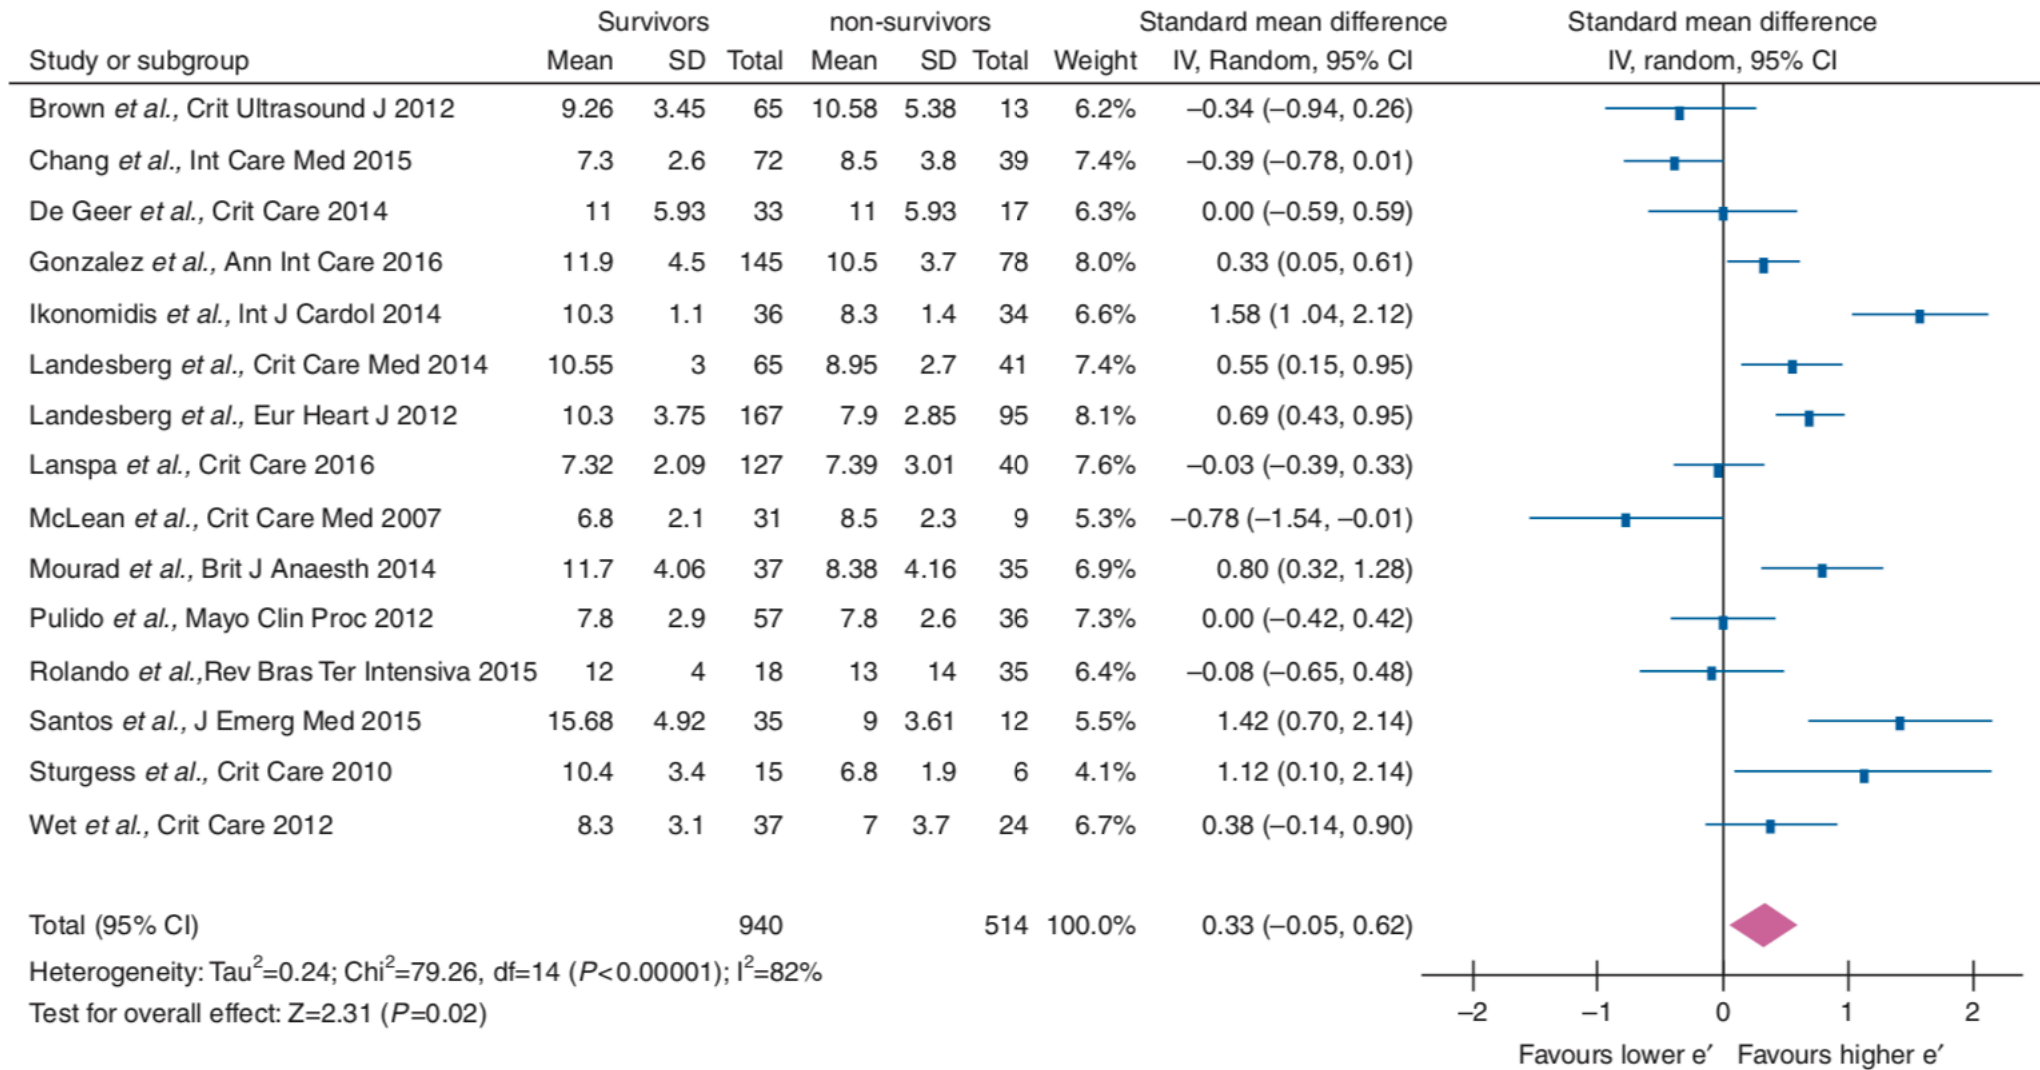 Survivors non-survivors Standard mean difference Standard mean difference
Study or subgroup Mean SD Total Mean SD Total Weight IV, Random, 95% CI IV, random, 95% CI
Brown et al., Crit Ultrasound J 2012 9.26 3.45 65 10.58 5.38 13 6.2% −0.34 (−0.94, 0.26)
Chang et al., Int Care Med 2015 7.3 2.6 72 8.5 3.8 39 7.4% −0.39 (−0.78, 0.01)
De Geer et al., Crit Care 2014 11 5.93 33 11 5.93 17 6.3% 0.00 (−0.59, 0.59)
Gonzalez et al., Ann Int Care 2016 11.9 4.5 145 10.5 3.7 78 8.0% 0.33 (0.05, 0.61)
Ikonomidis et al., Int J Cardol 2014 10.3 1.1 36 8.3 1.4 34 6.6% 1.58 (1 .04, 2.12)
Landesberg et al., Crit Care Med 2014 10.55 3 65 8.95 2.7 41 7.4% 0.55 (0.15, 0.95)
Landesberg et al., Eur Heart J 2012 10.3 3.75 167 7.9 2.85 95 8.1% 0.69 (0.43, 0.95)
Lanspa et al., Crit Care 2016 7.32 2.09 127 7.39 3.01 40 7.6% −0.03 (−0.39, 0.33)
McLean et al., Crit Care Med 2007 6.8 2.1 31 8.5 2.3 9 5.3% −0.78 (−1.54, −0.01)
Mourad et al., Brit J Anaesth 2014 11.7 4.06 37 8.38 4.16 35 6.9% 0.80 (0.32, 1.28)
Pulido et al., Mayo Clin Proc 2012 7.8 2.9 57 7.8 2.6 36 7.3% 0.00 (−0.42, 0.42)
Rolando et al.,Rev Bras Ter Intensiva 2015 12 4 18 13 14 35 6.4% −0.08 (−0.65, 0.48)
Santos et al., J Emerg Med 2015 15.68 4.92 35 9 3.61 12 5.5% 1.42 (0.70, 2.14)
Sturgess et al., Crit Care 2010 10.4 3.4 15 6.8 1.9 6 4.1% 1.12 (0.10, 2.14)
Wet et al., Crit Care 2012 8.3 3.1 37 7 3.7 24 6.7% 0.38 (−0.14, 0.90)
Total (95% CI) 940 514 100.0% 0.33 (−0.05, 0.62)
Heterogeneity: Tau²=0.24; Chi²=79.26, df=14 (P<0.00001); I²=82%
Test for overall effect: Z=2.31 (P=0.02)
−2 −1 0 1 2
Favours lower e′ Favours higher e′